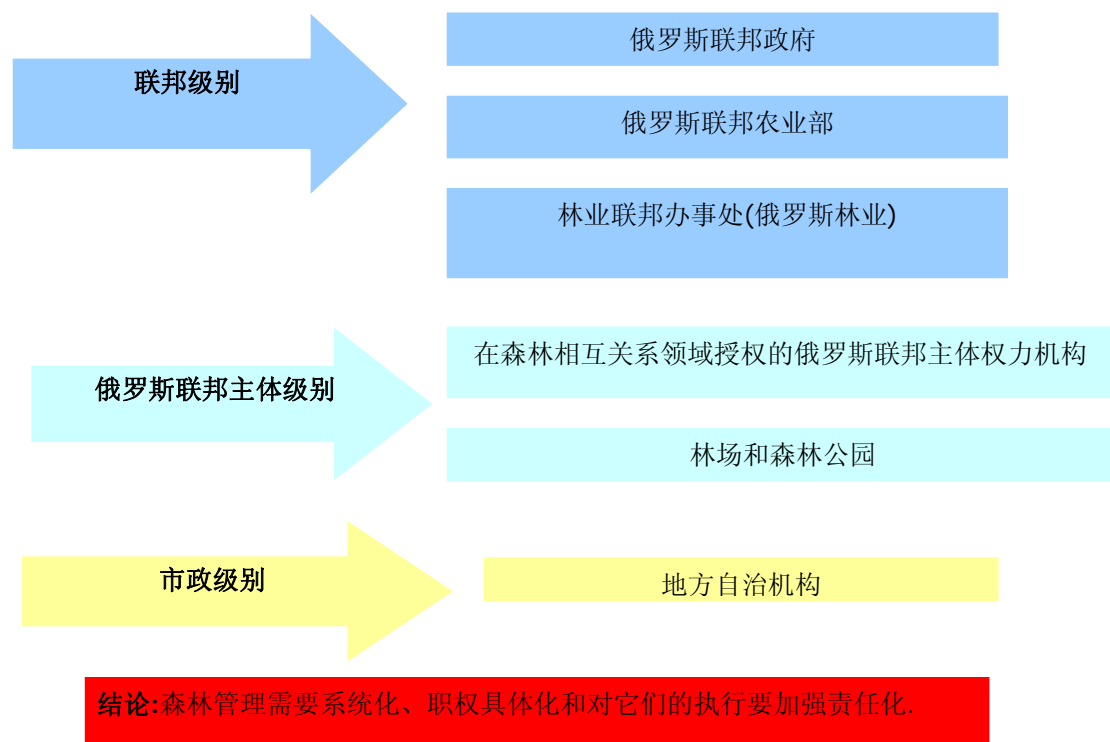 联邦级别
俄罗斯联邦政府
俄罗斯联邦农业部
林业联邦办事处(俄罗斯林业)
俄罗斯联邦主体级别
在森林相互关系领域授权的俄罗斯联邦主体权力机构
林场和森林公园
市政级别
地方自治机构
结论:森林管理需要系统化、职权具体化和对它们的执行要加强责任化.